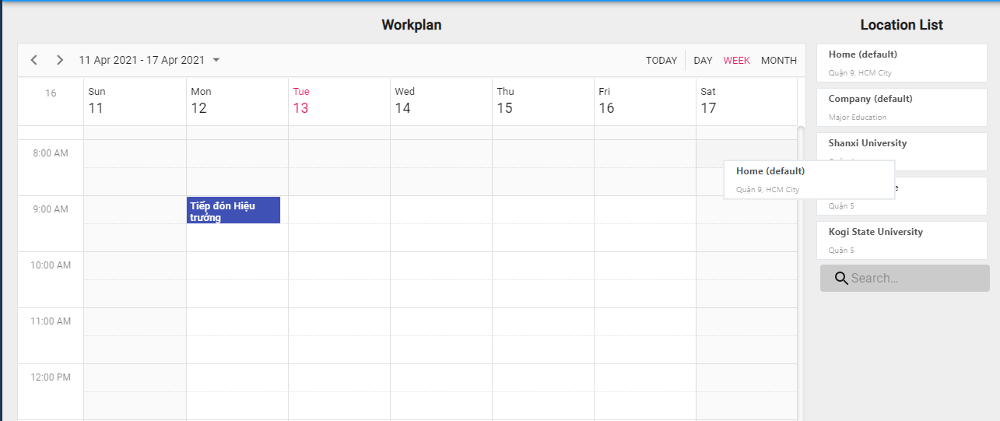 Workplan
Location List
11 Apr 2021 - 17 Apr 2021
TODAY
DAY
WEEK
MONTH
16
Sun
11
Mon
12
Tue
13
Wed
14
Thu
15
Fri
16
Sat
17
8:00 AM
9:00 AM
10:00 AM
11:00 AM
12:00 PM
Tiếp đón Hiệu
trưởng
Home (default)
Quận 9, HCM City
Company (default)
Major Education
Shanxi University
Home (default)
Quận 9, HCM City
Quận 5
Kogi State University
Quận 5
Search...